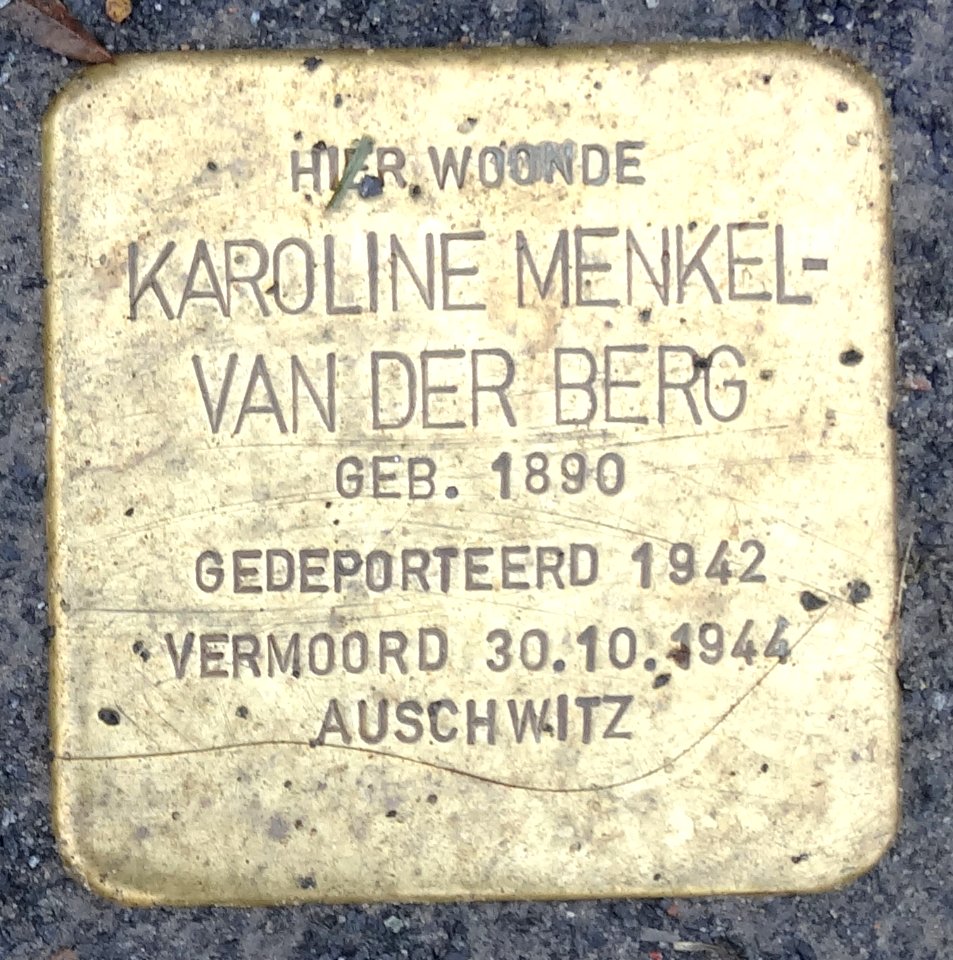 HIER WOONDE
KAROLINE MENKEL-
VAN DER BERG
GEB. 1890
GEDEPORTEERD 1942
VERMOORD 30.10.1944
AUSCHWITZ